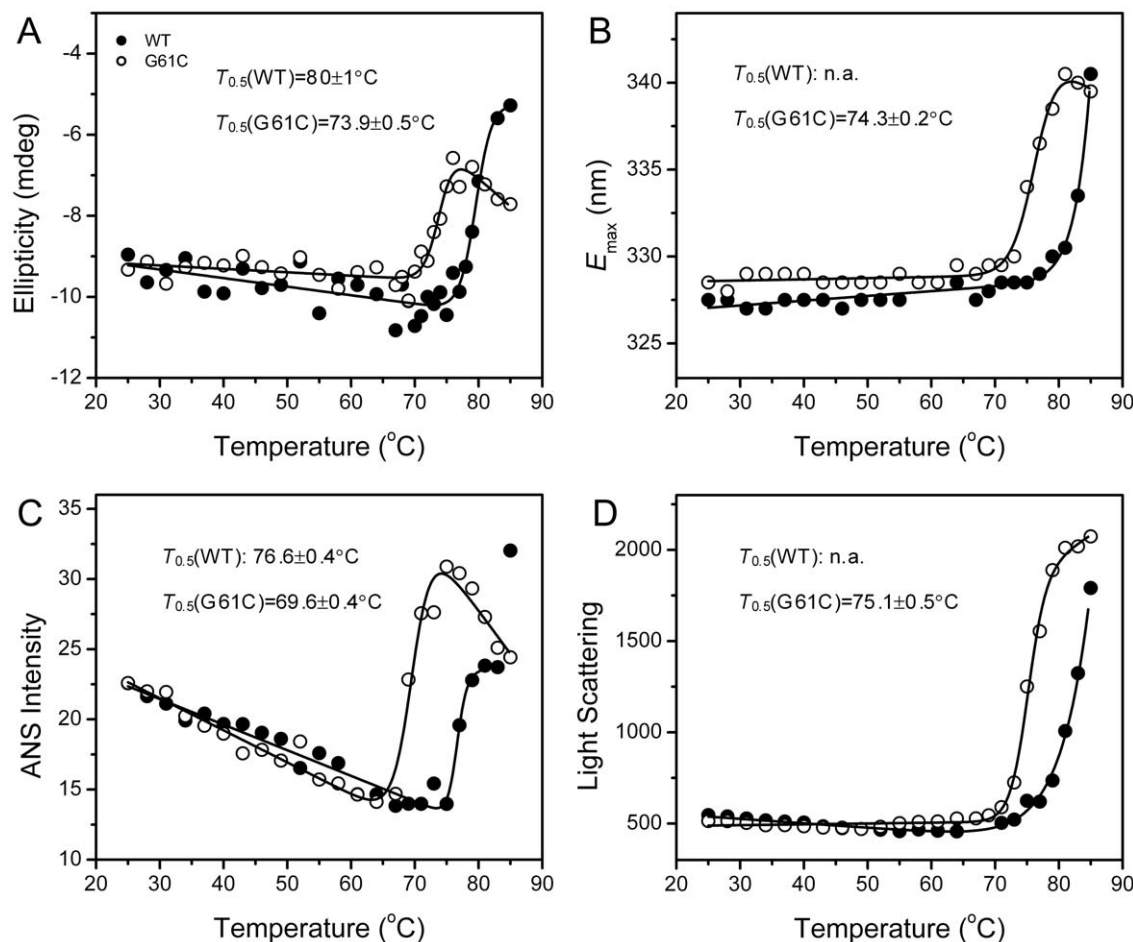 A
WT
G61C
T0.5(WT)=80±1°C
T0.5(G61C)=73.9±0.5°C
Ellipticity (mdeg)
-4
-6
-8
-10
-12
20 30 40 50 60 70 80 90
Temperature (°C)
B
T0.5(WT): n.a.
T0.5(G61C)=74.3±0.2°C
Emax (nm)
340
335
330
325
20 30 40 50 60 70 80 90
Temperature (°C)
C
T0.5(WT): 76.6±0.4°C
T0.5(G61C)=69.6±0.4°C
ANS Intensity
35
30
25
20
15
10
20 30 40 50 60 70 80 90
Temperature (°C)
D
T0.5(WT): n.a.
T0.5(G61C)=75.1±0.5°C
Light Scattering
2000
1500
1000
500
20 30 40 50 60 70 80 90
Temperature (°C)